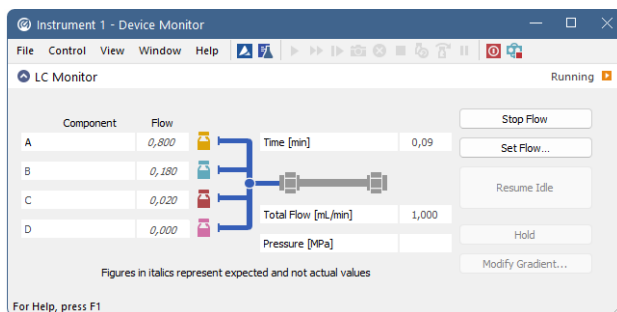 Instrument 1 - Device Monitor
File Control View Window Help
LC Monitor Running
Component Flow Stop Flow
A 0,800 Time [min] 0,09 Set Flow...
B 0,180
C 0,020 Resume Idle
Total Flow [mL/min] 1,000
D 0,000 Hold
Pressure [MPa]
Modify Gradient...
Figures in italics represent expected and not actual values
For Help, press F1